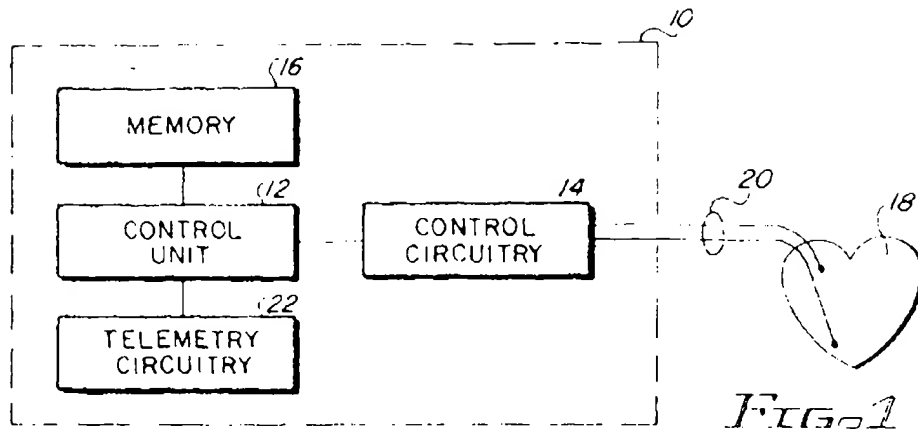 10
16
MEMORY
12
CONTROL
UNIT
14
CONTROL
CIRCUITRY
20
18
22
TELEMETRY
CIRCUITRY
FIG-1